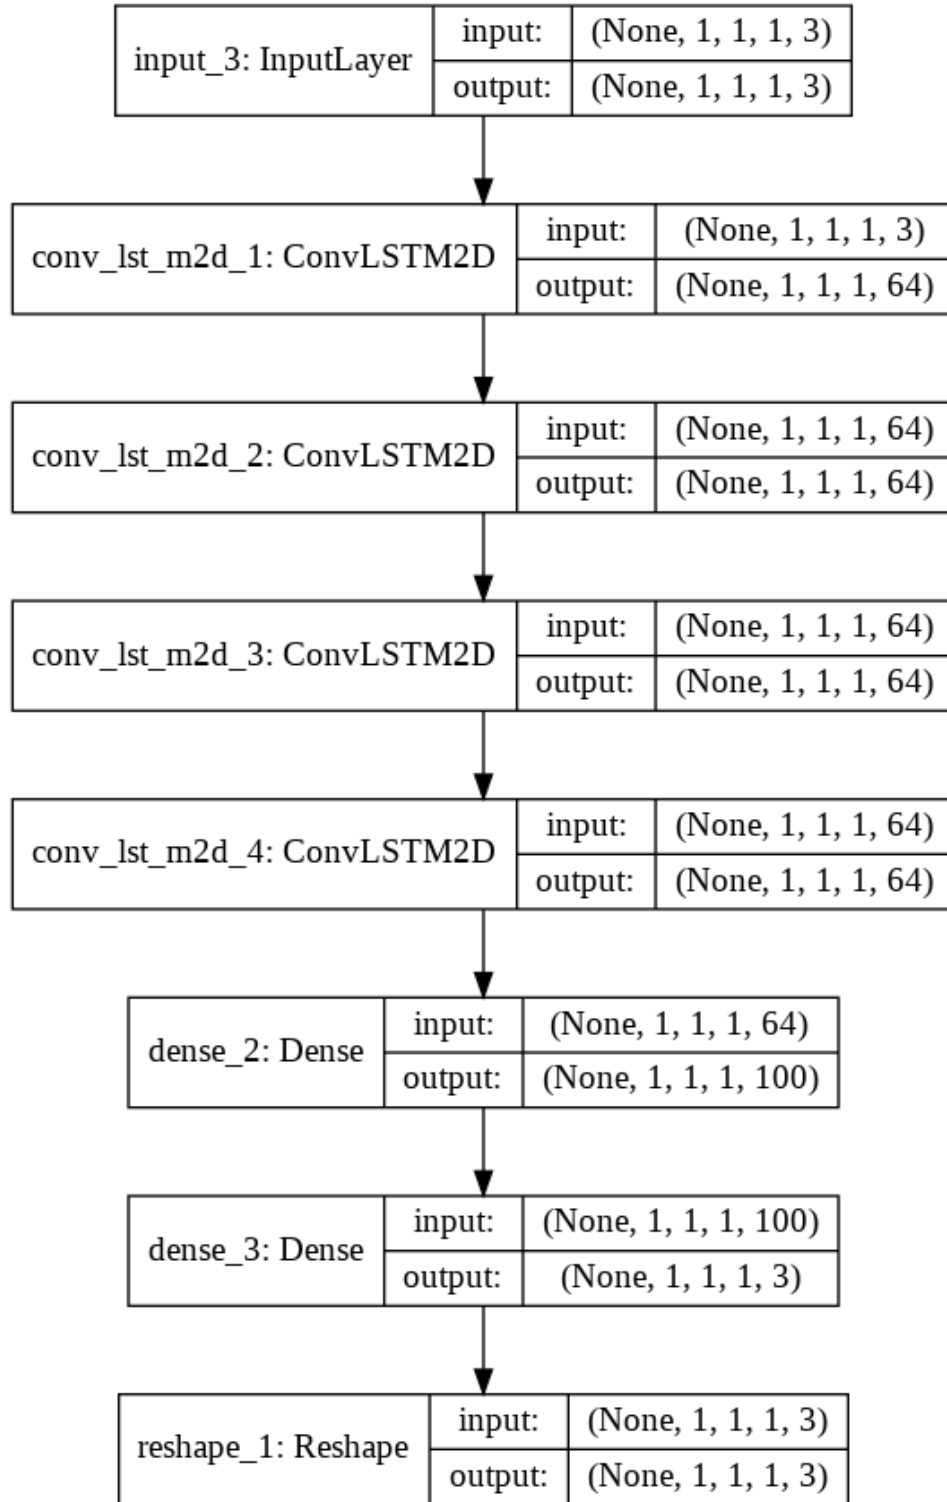 input_3: InputLayer
input: (None, 1, 1, 1, 3)
output: (None, 1, 1, 1, 3)
conv_lst_m2d_1: ConvLSTM2D
input: (None, 1, 1, 1, 3)
output: (None, 1, 1, 1, 64)
conv_lst_m2d_2: ConvLSTM2D
input: (None, 1, 1, 1, 64)
output: (None, 1, 1, 1, 64)
conv_lst_m2d_3: ConvLSTM2D
input: (None, 1, 1, 1, 64)
output: (None, 1, 1, 1, 64)
conv_lst_m2d_4: ConvLSTM2D
input: (None, 1, 1, 1, 64)
output: (None, 1, 1, 1, 64)
dense_2: Dense
input: (None, 1, 1, 1, 64)
output: (None, 1, 1, 1, 100)
dense_3: Dense
input: (None, 1, 1, 1, 100)
output: (None, 1, 1, 1, 3)
reshape_1: Reshape
input: (None, 1, 1, 1, 3)
output: (None, 1, 1, 1, 3)